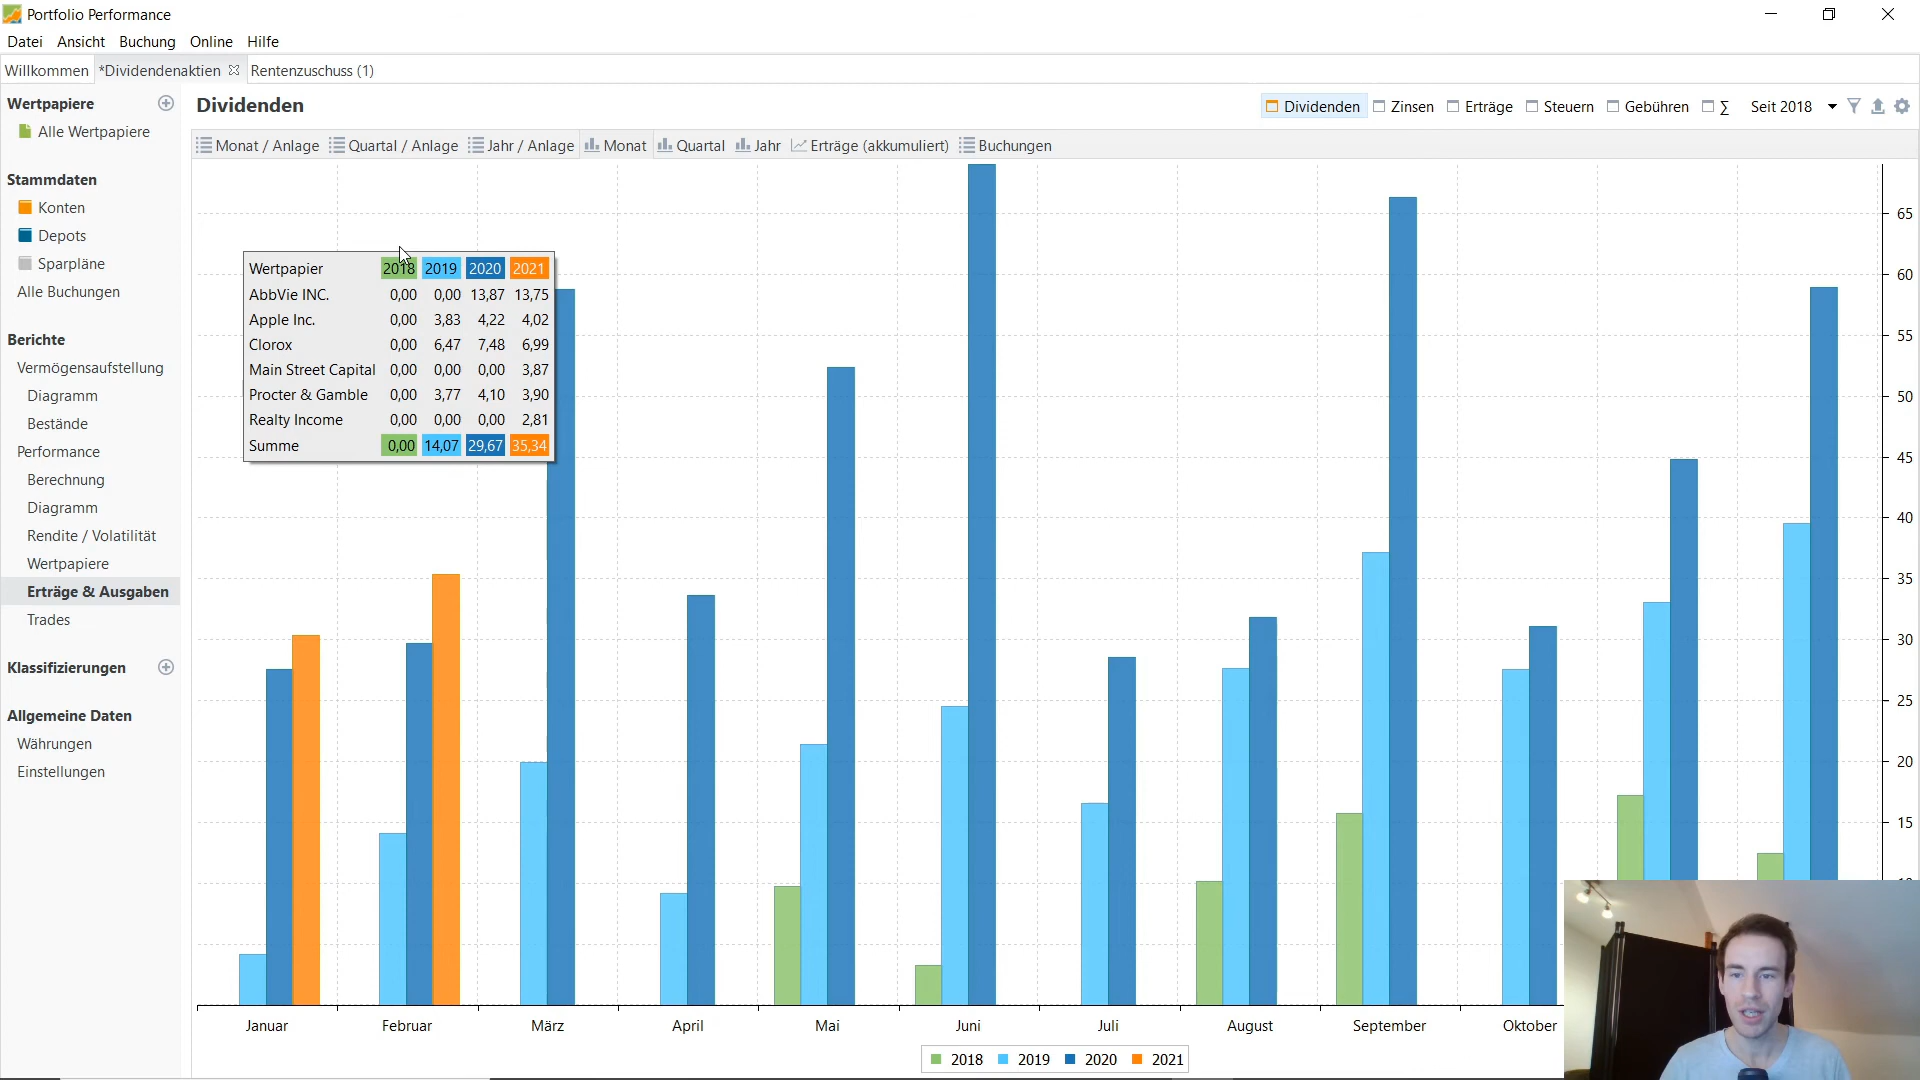 Portfolio Performance
Datei Ansicht Buchung Online Hilfe
Willkommen *Dividendenaktien Rentenzuschuss (1)
Wertpapiere
Alle Wertpapiere
Stammdaten
Konten
Depots
Sparpläne
Alle Buchungen
Berichte
Vermögensaufstellung
Diagramm
Bestände
Performance
Berechnung
Diagramm
Rendite / Volatilität
Wertpapiere
Erträge & Ausgaben
Trades
Klassifizierungen
Allgemeine Daten
Währungen
Einstellungen
Dividenden
Dividenden Zinsen Erträge Steuern Gebühren ∑ Seit 2018
Monat / Anlage Quartal / Anlage Jahr / Anlage Monat Quartal Jahr Erträge (akkumuliert) Buchungen
Wertpapier 2018 2019 2020 2021
AbbVie INC. 0,00 0,00 13,87 13,75
Apple Inc. 0,00 3,83 4,22 4,02
Clorox 0,00 6,47 7,48 6,99
Main Street Capital 0,00 0,00 0,00 3,87
Procter & Gamble 0,00 3,77 4,10 3,90
Realty Income 0,00 0,00 0,00 2,81
Summe 0,00 14,07 29,67 35,34
65
60
55
50
45
40
35
30
25
20
15
Januar Februar März April Mai Juni Juli August September Oktober
2018 2019 2020 2021